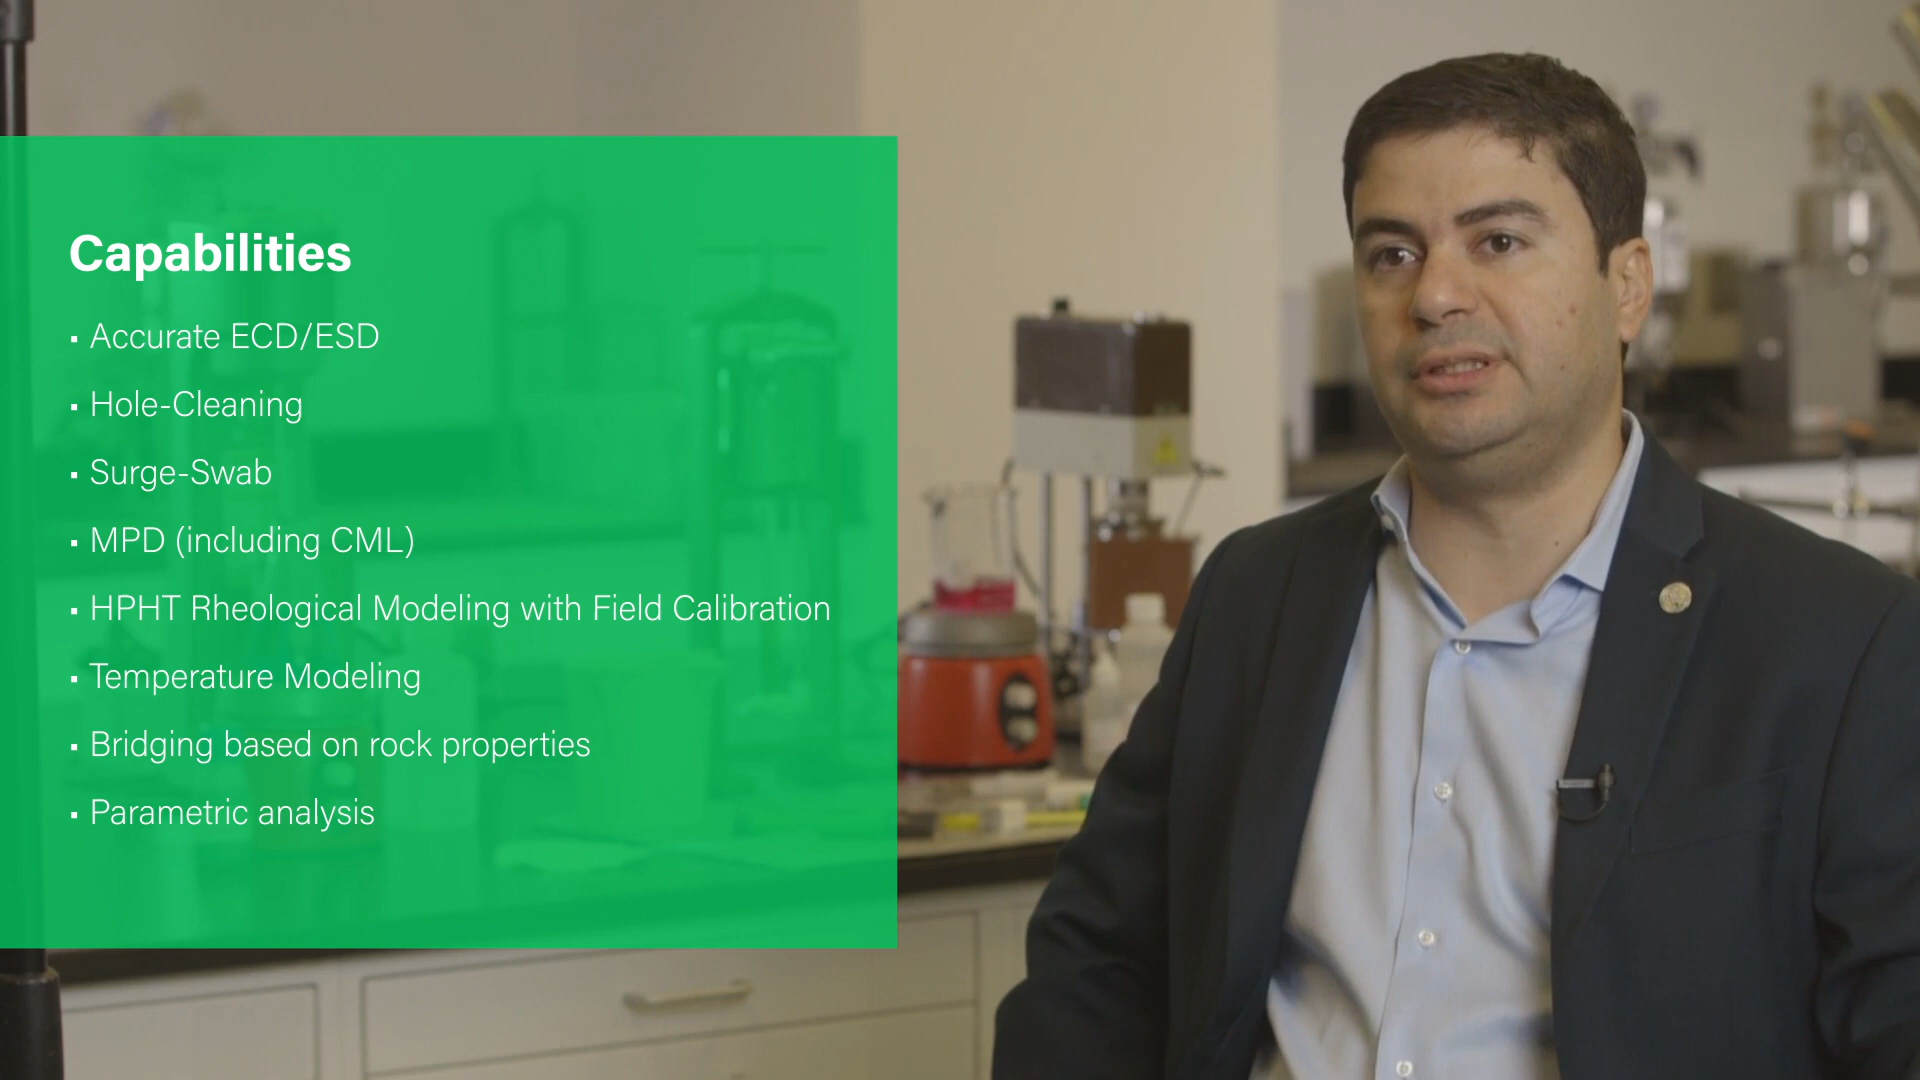 Capabilities
▪ Accurate ECD/ESD
▪ Hole-Cleaning
▪ Surge-Swab
▪ MPD (including CML)
▪ HPHT Rheological Modeling with Field Calibration
▪ Temperature Modeling
▪ Bridging based on rock properties
▪ Parametric analysis